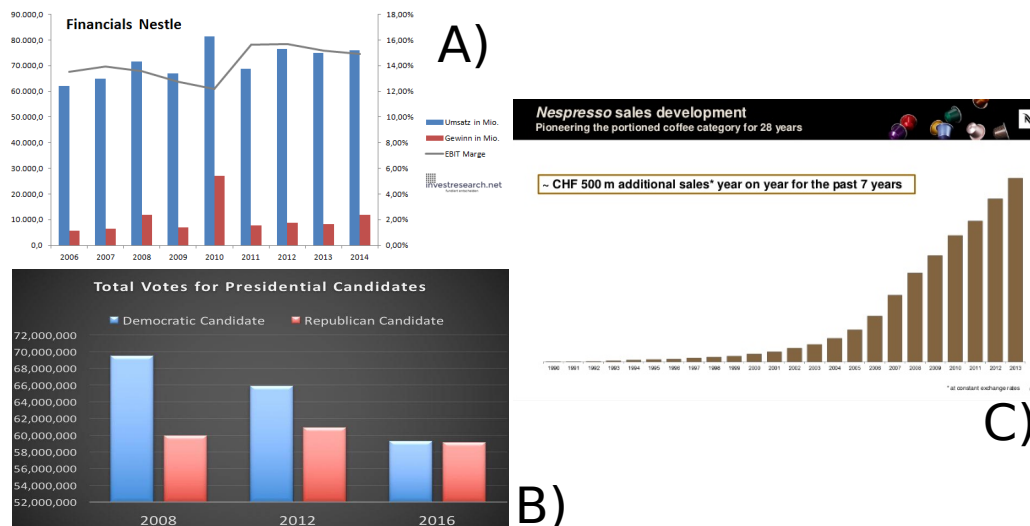 Financials Nestle
A)
90.000,0
80.000,0
70.000,0
60.000,0
50.000,0
40.000,0
30.000,0
20.000,0
10.000,0
0,0
18,00%
16,00%
14,00%
12,00%
10,00%
8,00%
6,00%
4,00%
2,00%
0,00%
2006 2007 2008 2009 2010 2011 2012 2013 2014
Umsatz in Mio.
Gewinn in Mio.
EBIT Marge
investresearch.net
Total Votes for Presidential Candidates
Democratic Candidate Republican Candidate
72,000,000
70,000,000
68,000,000
66,000,000
64,000,000
62,000,000
60,000,000
58,000,000
56,000,000
54,000,000
52,000,000
2008 2012 2016
B)
Nespresso sales development
Pioneering the portioned coffee category for 28 years
~ CHF 500 m additional sales* year on year for the past 7 years
1990 1991 1992 1993 1994 1995 1996 1997 1998 1999 2000 2001 2002 2003 2004 2005 2006 2007 2008 2009 2010 2011 2012 2013
* at constant exchange rates
C)